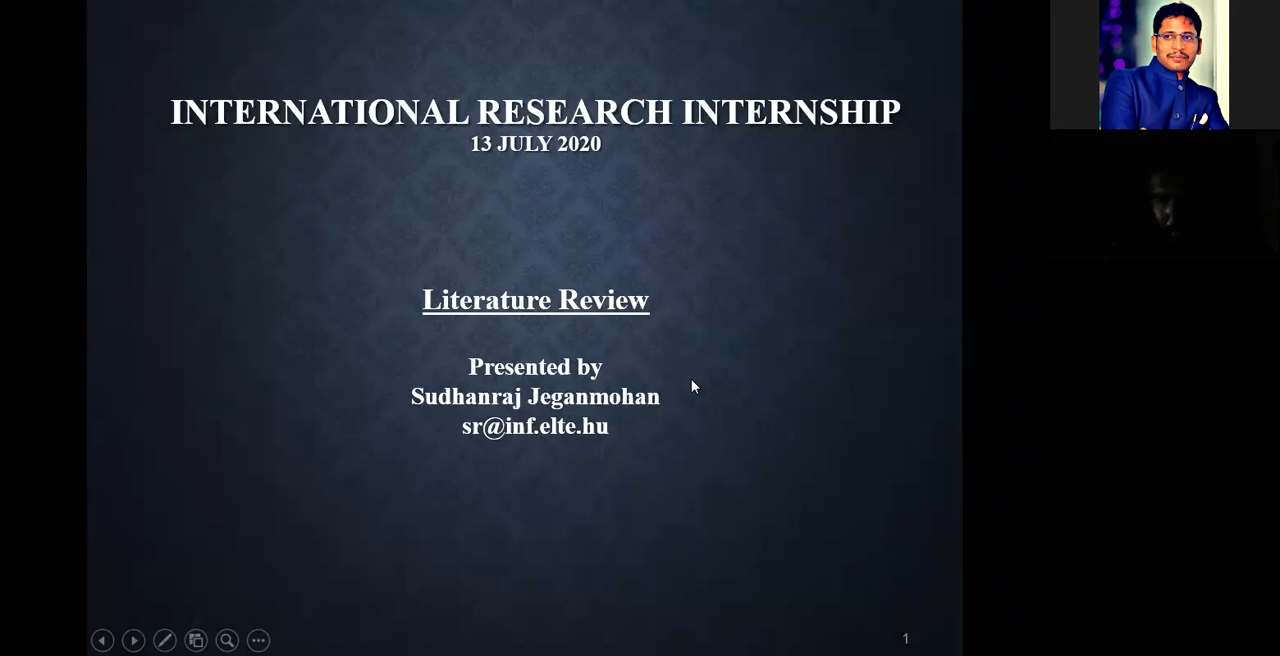 INTERNATIONAL RESEARCH INTERNSHIP
13 JULY 2020
Literature Review
Presented by
Sudhanraj Jeganmohan
sr@inf.elte.hu
1